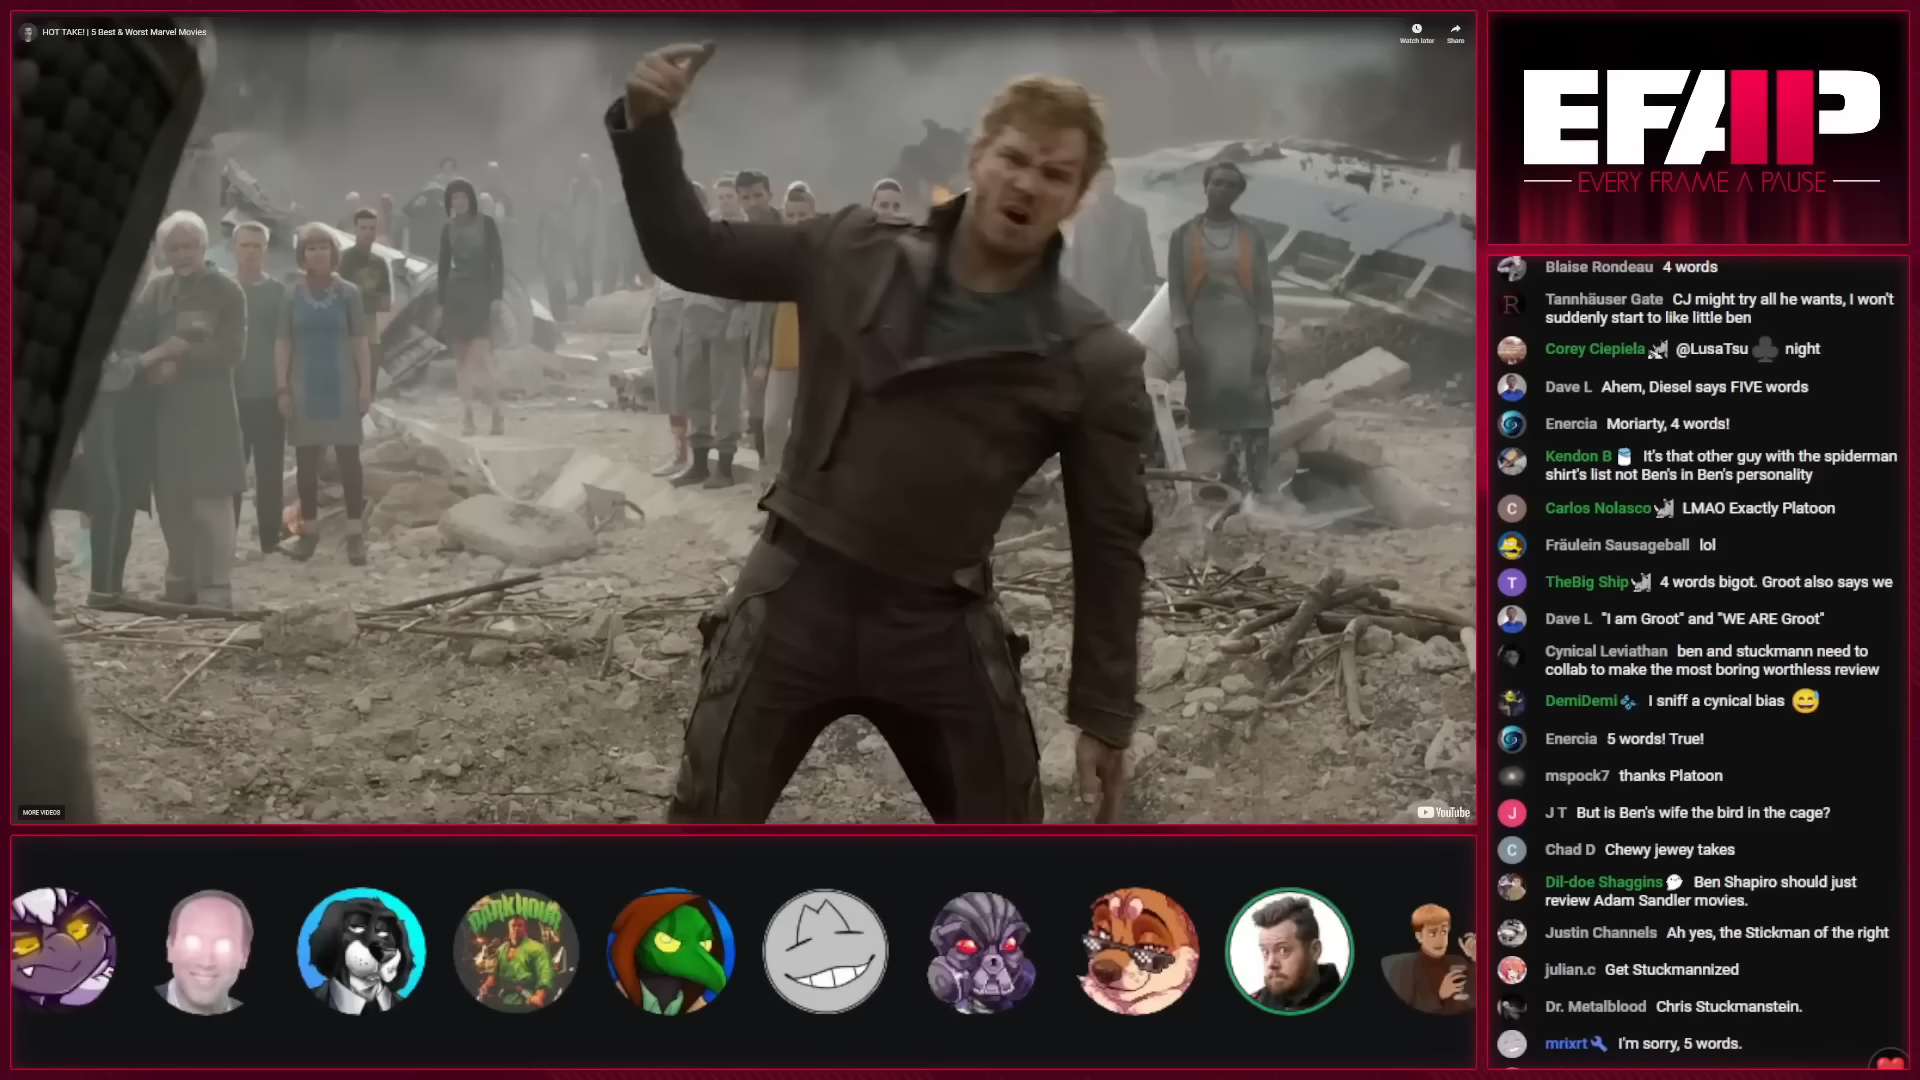 HOT TAKE! | 5 Best & Worst Marvel Movies
Watch later
Share
MORE VIDEOS
YouTube
DARK HOUR
EFAP
EVERY FRAME A PAUSE
Blaise Rondeau 4 words
Tannhäuser Gate CJ might try all he wants, I won't
suddenly start to like little ben
Corey Ciepiela @LusaTsu night
Dave L Ahem, Diesel says FIVE words
Enercia Moriarty, 4 words!
Kendon B It's that other guy with the spiderman
shirt's list not Ben's in Ben's personality
Carlos Nolasco LMAO Exactly Platoon
Fräulein Sausageball lol
TheBig Ship 4 words bigot. Groot also says we
Dave L "I am Groot" and "WE ARE Groot"
Cynical Leviathan ben and stuckmann need to
collab to make the most boring worthless review
DemiDemi I sniff a cynical bias 😅
Enercia 5 words! True!
mspock7 thanks Platoon
J T But is Ben's wife the bird in the cage?
Chad D Chewy jewey takes
Dil-doe Shaggins Ben Shapiro should just
review Adam Sandler movies.
Justin Channels Ah yes, the Stickman of the right
julian.c Get Stuckmannized
Dr. Metalblood Chris Stuckmanstein.
mrixrt I'm sorry, 5 words.